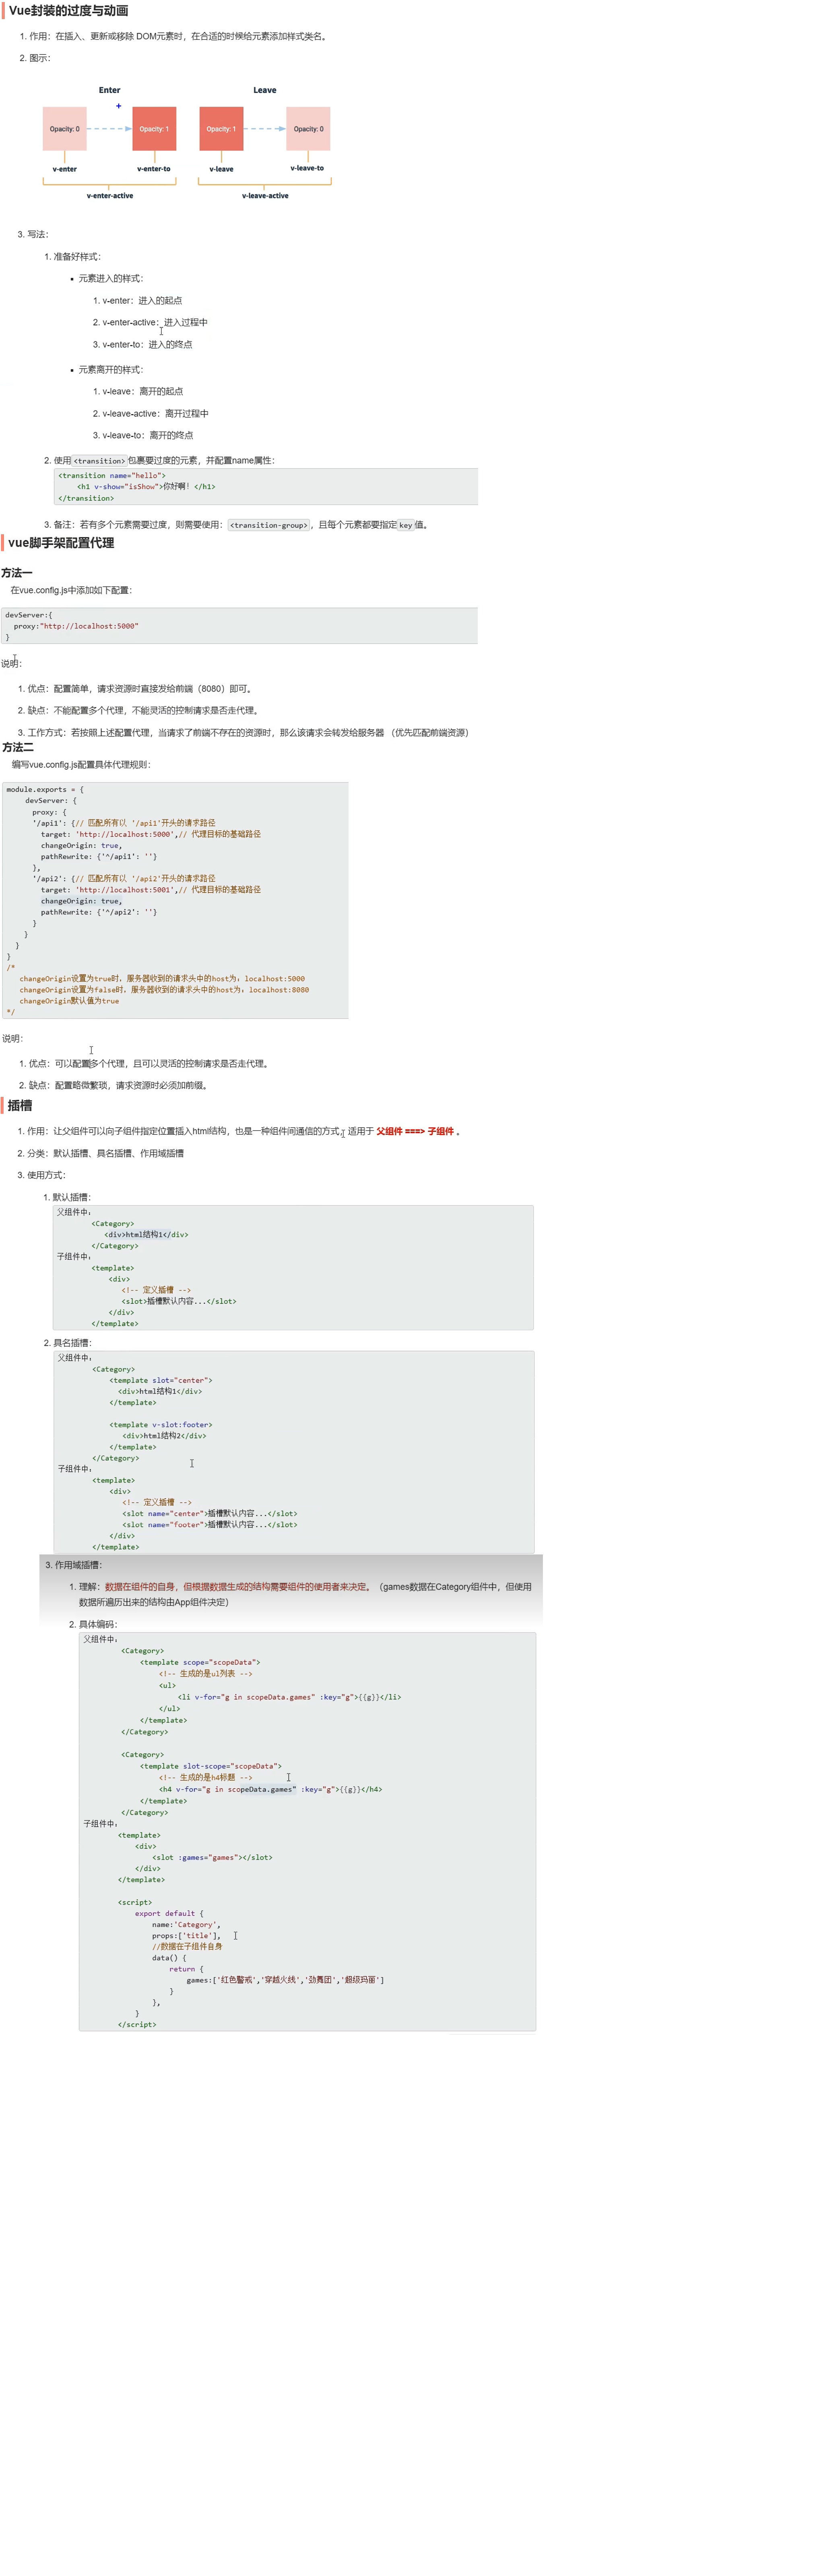 Vue封装的过度与动画
1. 作用：在插入、更新或移除 DOM元素时，在合适的时候给元素添加样式类名。
2. 图示：
Enter
Leave
Opacity: 0
Opacity: 1
Opacity: 1
Opacity: 0
v-enter
v-enter-to
v-leave
v-leave-to
v-enter-active
v-leave-active
3. 写法：
1. 准备好样式：
• 元素进入的样式：
1. v-enter：进入的起点
2. v-enter-active：进入过程中
3. v-enter-to：进入的终点
• 元素离开的样式：
1. v-leave：离开的起点
2. v-leave-active：离开过程中
3. v-leave-to：离开的终点
2. 使用<transition>包裹要过度的元素，并配置name属性：
<transition name="hello">
<h1 v-show="isShow">你好啊！</h1>
</transition>
3. 备注：若有多个元素需要过度，则需要使用：<transition-group>，且每个元素都要指定key值。
vue脚手架配置代理
方法一
在vue.config.js中添加如下配置：
devServer:{
proxy:"http://localhost:5000"
}
说明：
1. 优点：配置简单，请求资源时直接发给前端（8080）即可。
2. 缺点：不能配置多个代理，不能灵活的控制请求是否走代理。
3. 工作方式：若按照上述配置代理，当请求了前端不存在的资源时，那么该请求会转发给服务器 （优先匹配前端资源）
方法二
编写vue.config.js配置具体代理规则：
module.exports = {
devServer: {
proxy: {
'/api1': {// 匹配所有以 '/api1'开头的请求路径
target: 'http://localhost:5000',// 代理目标的基础路径
changeOrigin: true,
pathRewrite: {'^/api1': ''}
},
'/api2': {// 匹配所有以 '/api2'开头的请求路径
target: 'http://localhost:5001',// 代理目标的基础路径
changeOrigin: true,
pathRewrite: {'^/api2': ''}
}
}
}
}
/*
changeOrigin设置为true时，服务器收到的请求头中的host为：localhost:5000
changeOrigin设置为false时，服务器收到的请求头中的host为：localhost:8080
changeOrigin默认值为true
*/
说明：
1. 优点：可以配置多个代理，且可以灵活的控制请求是否走代理。
2. 缺点：配置略微繁琐，请求资源时必须加前缀。
插槽
1. 作用：让父组件可以向子组件指定位置插入html结构，也是一种组件间通信的方式，适用于 父组件 ===> 子组件 。
2. 分类：默认插槽、具名插槽、作用域插槽
3. 使用方式：
1. 默认插槽：
父组件中：
<Category>
<div>html结构1</div>
</Category>
子组件中：
<template>
<div>
<!-- 定义插槽 -->
<slot>插槽默认内容...</slot>
</div>
</template>
2. 具名插槽：
父组件中：
<Category>
<template slot="center">
<div>html结构1</div>
</template>
<template v-slot:footer>
<div>html结构2</div>
</template>
</Category>
子组件中：
<template>
<div>
<!-- 定义插槽 -->
<slot name="center">插槽默认内容...</slot>
<slot name="footer">插槽默认内容...</slot>
</div>
</template>
3. 作用域插槽：
1. 理解：数据在组件的自身，但根据数据生成的结构需要组件的使用者来决定。（games数据在Category组件中，但使用
数据所遍历出来的结构由App组件决定）
2. 具体编码：
父组件中：
<Category>
<template scope="scopeData">
<!-- 生成的是ul列表 -->
<ul>
<li v-for="g in scopeData.games" :key="g">{{g}}</li>
</ul>
</template>
</Category>
<Category>
<template slot-scope="scopeData">
<!-- 生成的是h4标题 -->
<h4 v-for="g in scopeData.games" :key="g">{{g}}</h4>
</template>
</Category>
子组件中：
<template>
<div>
<slot :games="games"></slot>
</div>
</template>
<script>
export default {
name:'Category',
props:['title'],
//数据在子组件自身
data() {
return {
games:['红色警戒','穿越火线','劲舞团','超级玛丽']
}
},
}
</script>